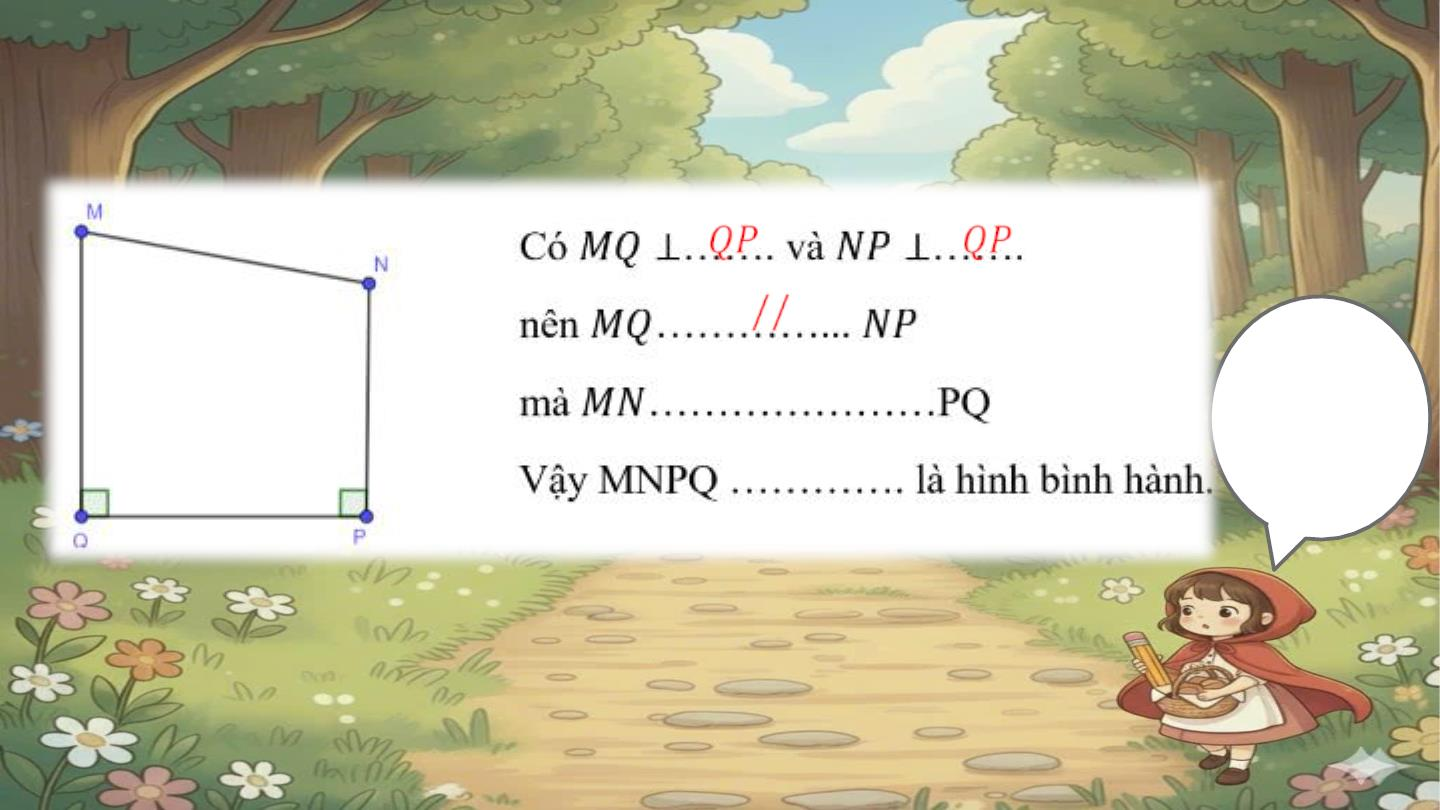 M
N
Q
P
Có MQ ⊥..QP.. và NP ⊥..QP..
nên MQ…….//…... NP
mà MN…………………PQ
Vậy MNPQ …………. là hình bình hành.